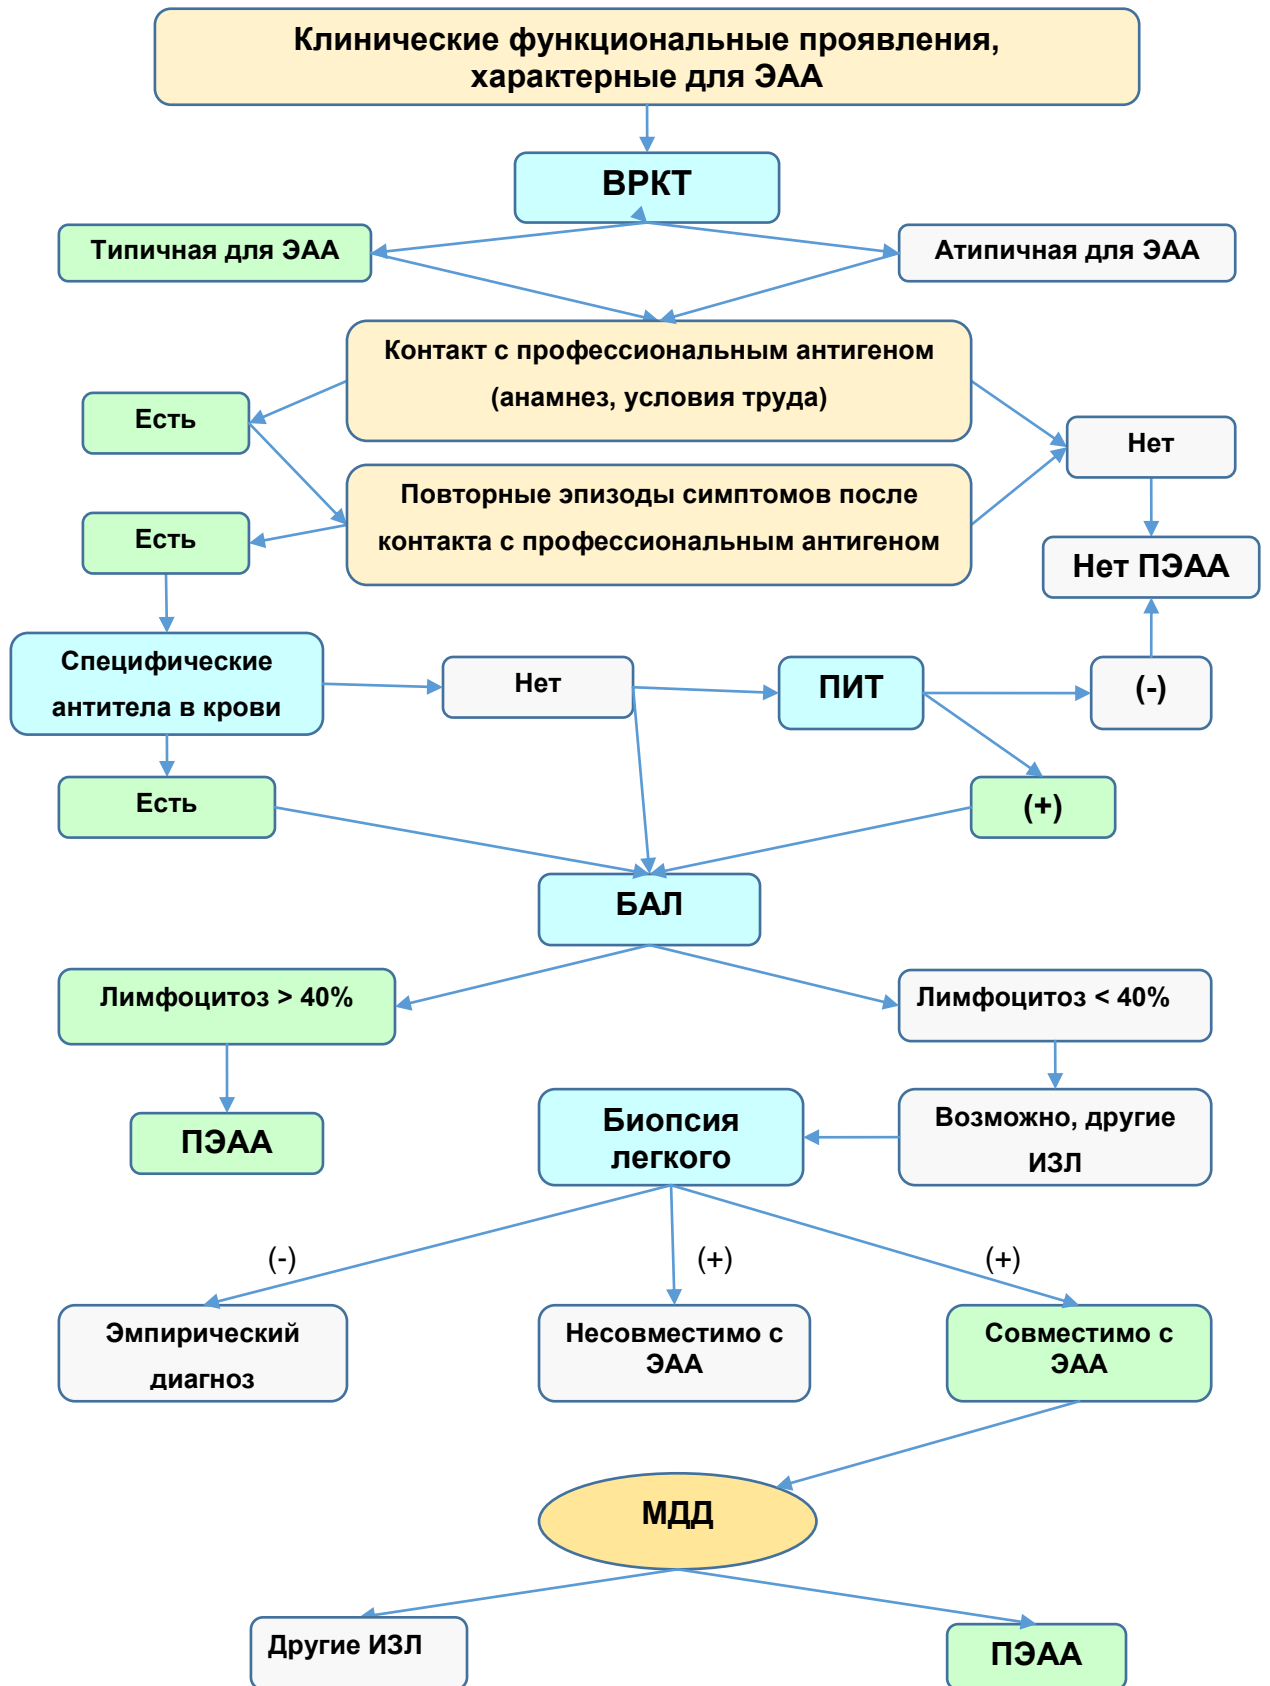 Клинические функциональные проявления,
характерные для ЭАА
ВРКТ
Типичная для ЭАА
Атипичная для ЭАА
Контакт с профессиональным антигеном
(анамнез, условия труда)
Есть
Нет
Повторные эпизоды симптомов после
контакта с профессиональным антигеном
Есть
Нет ПЭАА
Специфические
антитела в крови
Нет
ПИТ
(-)
Есть
(+)
БАЛ
Лимфоцитоз > 40%
Лимфоцитоз < 40%
ПЭАА
Биопсия
легкого
Возможно, другие
ИЗЛ
(-)
(+)
(+)
Эмпирический
диагноз
Несовместимо с
ЭАА
Совместимо с
ЭАА
МДД
Другие ИЗЛ
ПЭАА